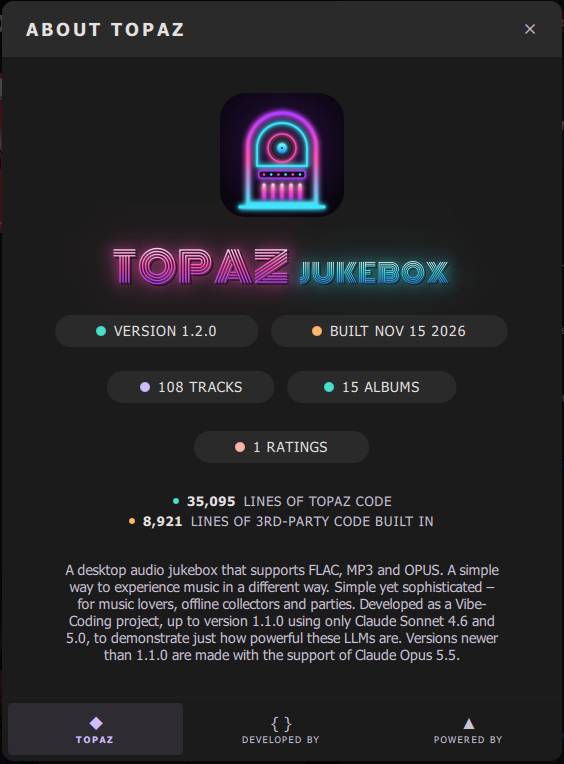 ABOUT TOPAZ
×
TOPAZ JUKEBOX
VERSION 1.2.0
BUILT NOV 15 2026
108 TRACKS
15 ALBUMS
1 RATINGS
35,095 LINES OF TOPAZ CODE
8,921 LINES OF 3RD-PARTY CODE BUILT IN
A desktop audio jukebox that supports FLAC, MP3 and OPUS. A simple
way to experience music in a different way. Simple yet sophisticated –
for music lovers, offline collectors and parties. Developed as a Vibe-
Coding project, up to version 1.1.0 using only Claude Sonnet 4.6 and
5.0, to demonstrate just how powerful these LLMs are. Versions newer
than 1.1.0 are made with the support of Claude Opus 5.5.
TOPAZ
{ }
DEVELOPED BY
POWERED BY